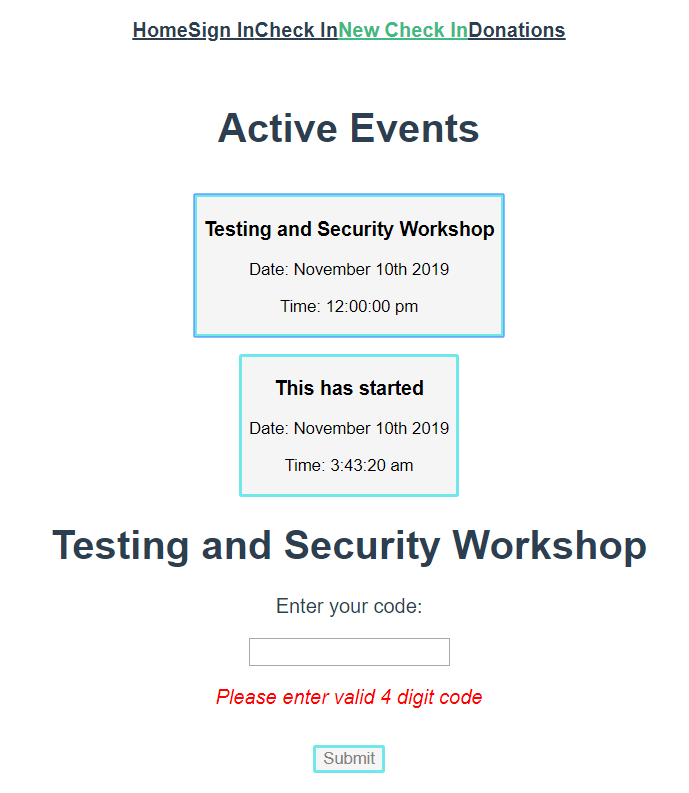 HomeSign InCheck InNew Check InDonations
Active Events
Testing and Security Workshop
Date: November 10th 2019
Time: 12:00:00 pm
This has started
Date: November 10th 2019
Time: 3:43:20 am
Testing and Security Workshop
Enter your code:
Please enter valid 4 digit code
Submit